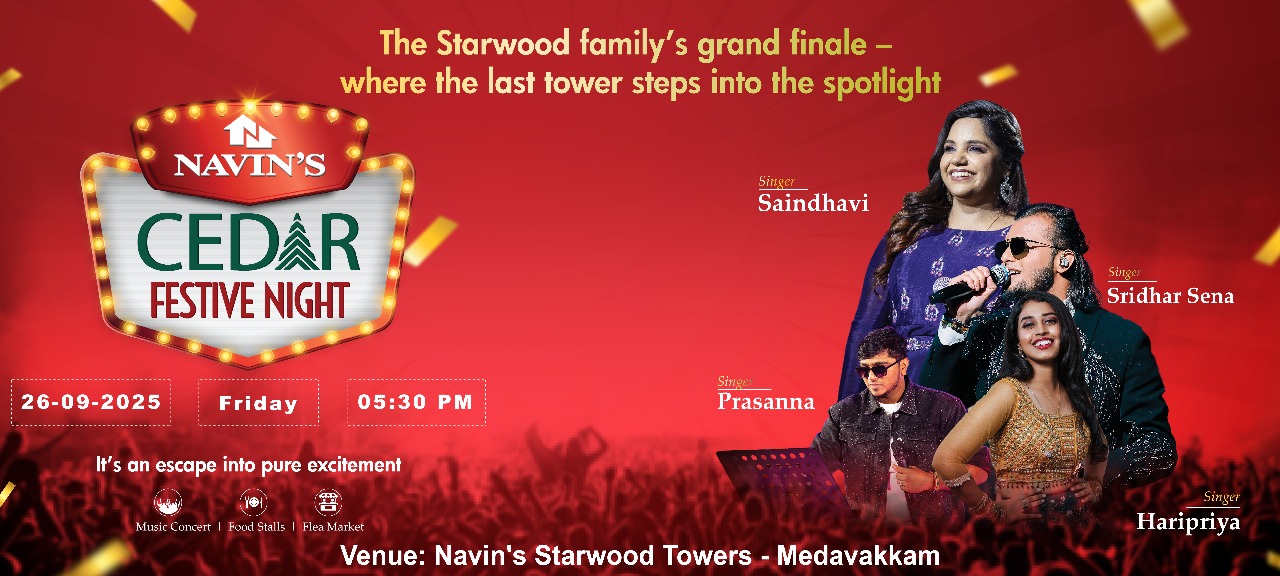 The Starwood family's grand finale –
where the last tower steps into the spotlight
NAVIN'S
CEDAR
FESTIVE NIGHT
26-09-2025 Friday 05:30 PM
It's an escape into pure excitement
Music Concert | Food Stalls | Flea Market
Singer
Saindhavi
Singer
Sridhar Sena
Singer
Prasanna
Singer
Haripriya
Venue: Navin's Starwood Towers - Medavakkam